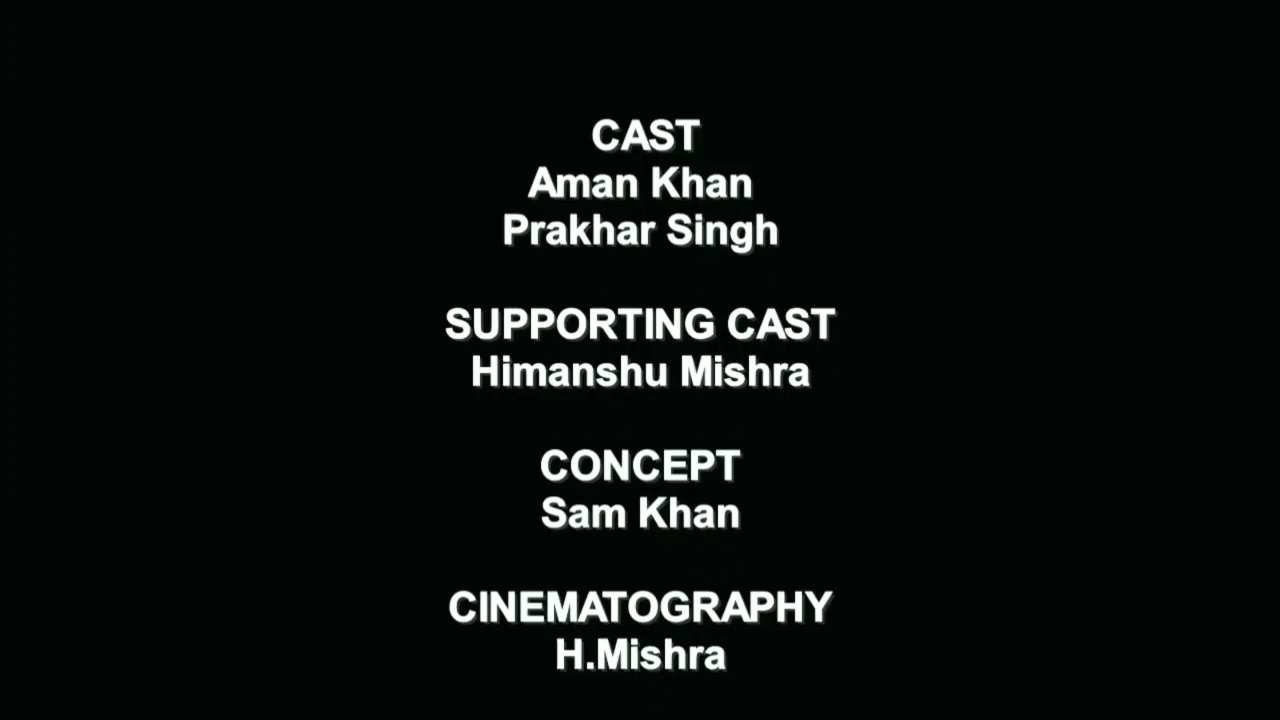 CAST
Aman Khan
Prakhar Singh
SUPPORTING CAST
Himanshu Mishra
CONCEPT
Sam Khan
CINEMATOGRAPHY
H.Mishra